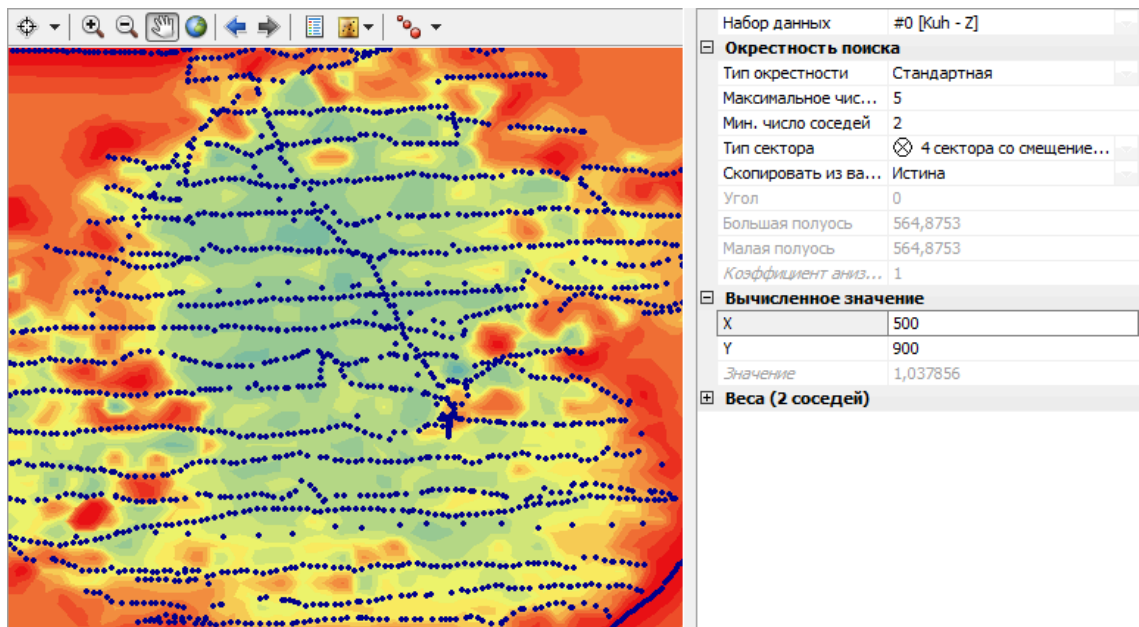 Набор данных #0 [Kuh - Z]
Окрестность поиска
Тип окрестности Стандартная
Максимальное чис... 5
Мин. число соседей 2
Тип сектора 4 сектора со смещение...
Скопировать из ва... Истина
Угол 0
Большая полуось 564,8753
Малая полуось 564,8753
Коэффициент аниз... 1
Вычисленное значение
X 500
Y 900
Значение 1,037856
Веса (2 соседей)